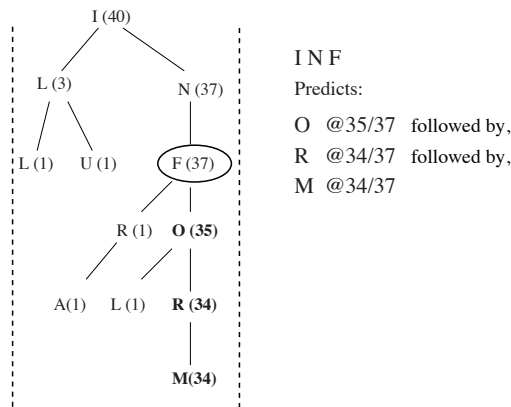 I (40)
L (3) N (37)
L (1) U (1) F (37)
R (1) O (35)
A(1) L (1) R (34)
M(34)
I N F
Predicts:
O @35/37 followed by,
R @34/37 followed by,
M @34/37